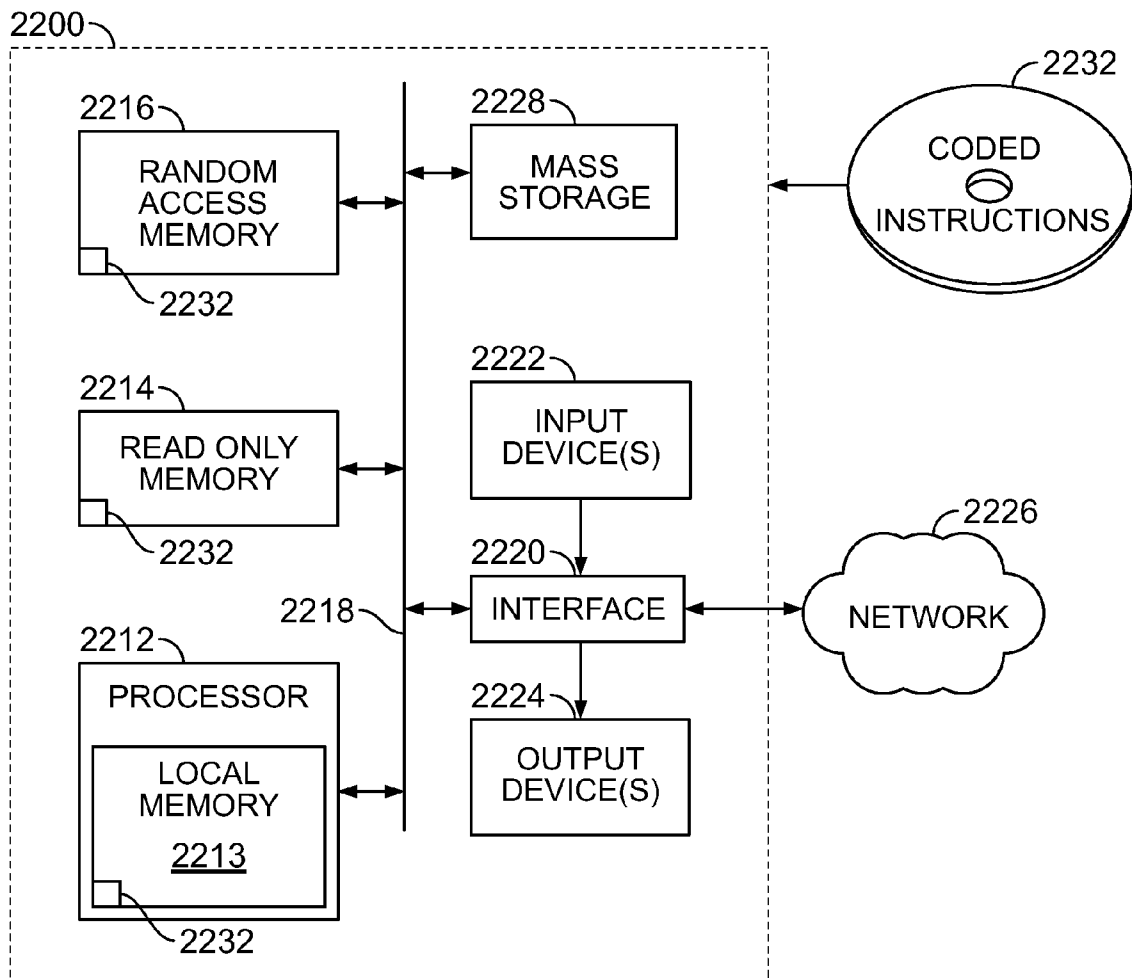 2200
2216
RANDOM
ACCESS
MEMORY
2232
2228
MASS
STORAGE
2232
CODED
INSTRUCTIONS
2214
READ ONLY
MEMORY
2232
2222
INPUT
DEVICE(S)
2220
INTERFACE
2218
2226
NETWORK
2212
PROCESSOR
LOCAL
MEMORY
2213
2232
2224
OUTPUT
DEVICE(S)